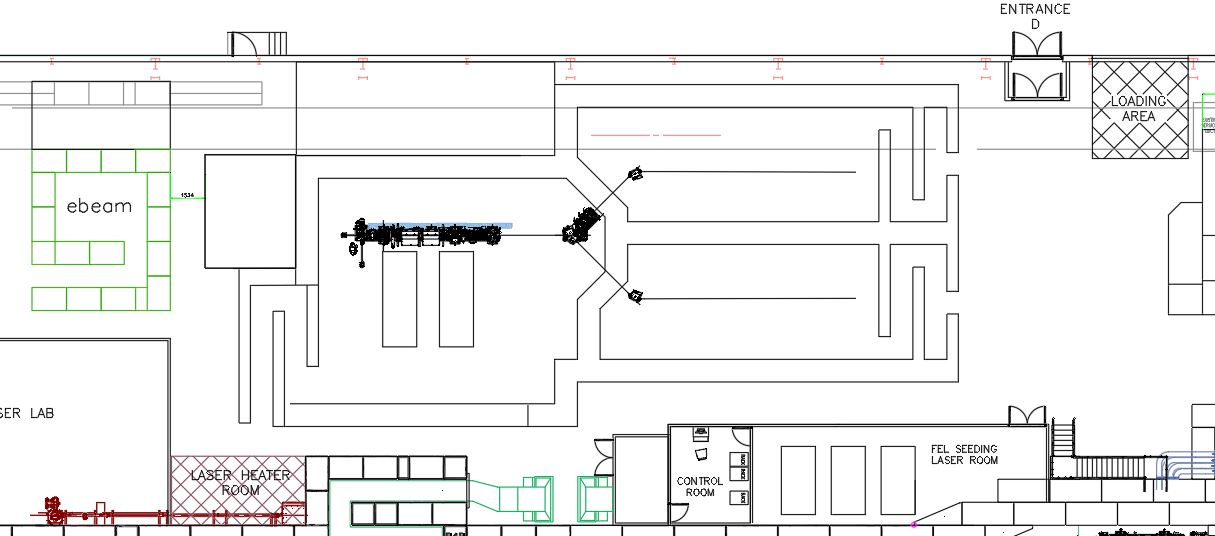 ENTRANCE
D
LOADING
AREA
ebeam
1534
SER LAB
LASER HEATER
ROOM
CONTROL
ROOM
FEL SEEDING
LASER ROOM